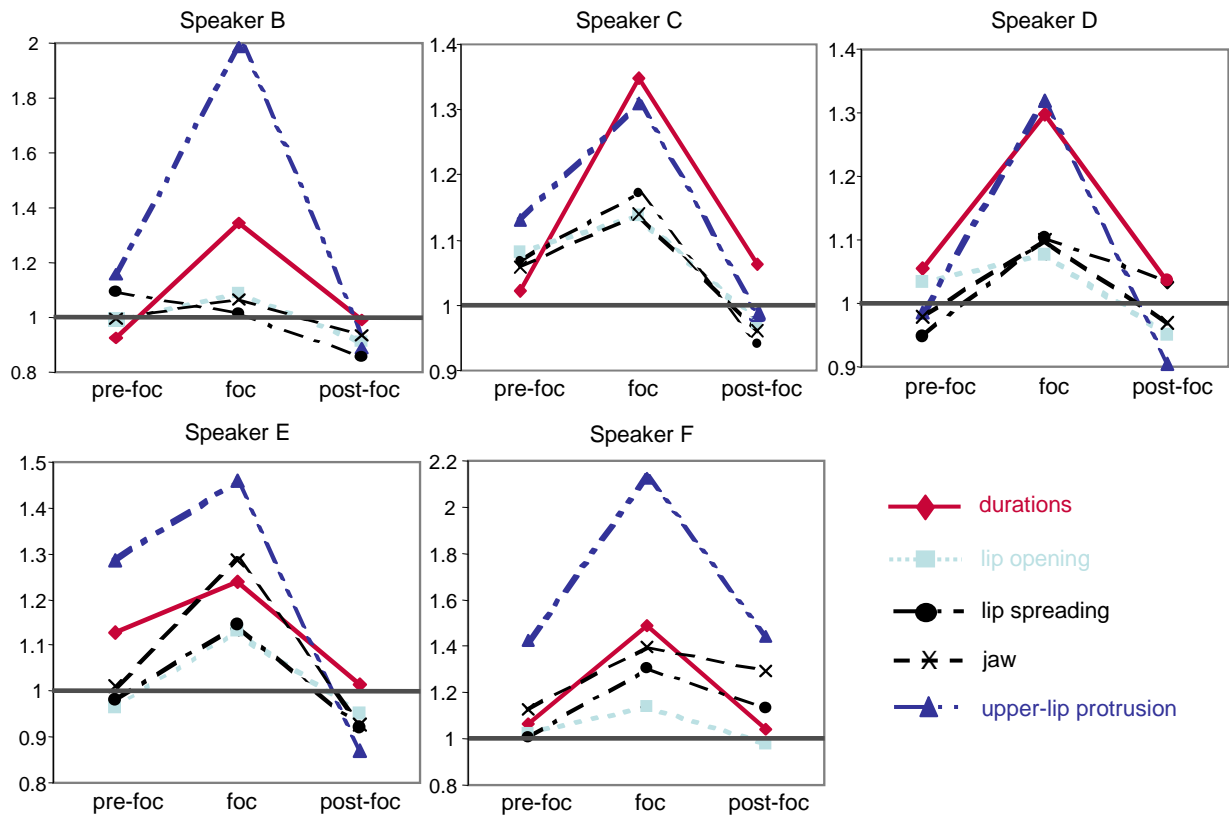 Speaker B
2
1.8
1.6
1.4
1.2
1
0.8
pre-foc foc post-foc
Speaker C
1.4
1.3
1.2
1.1
1
0.9
pre-foc foc post-foc
Speaker D
1.4
1.3
1.2
1.1
1
0.9
pre-foc foc post-foc
Speaker E
1.5
1.4
1.3
1.2
1.1
1
0.9
0.8
pre-foc foc post-foc
Speaker F
2.2
2
1.8
1.6
1.4
1.2
1
0.8
pre-foc foc post-foc
durations
lip opening
lip spreading
jaw
upper-lip protrusion